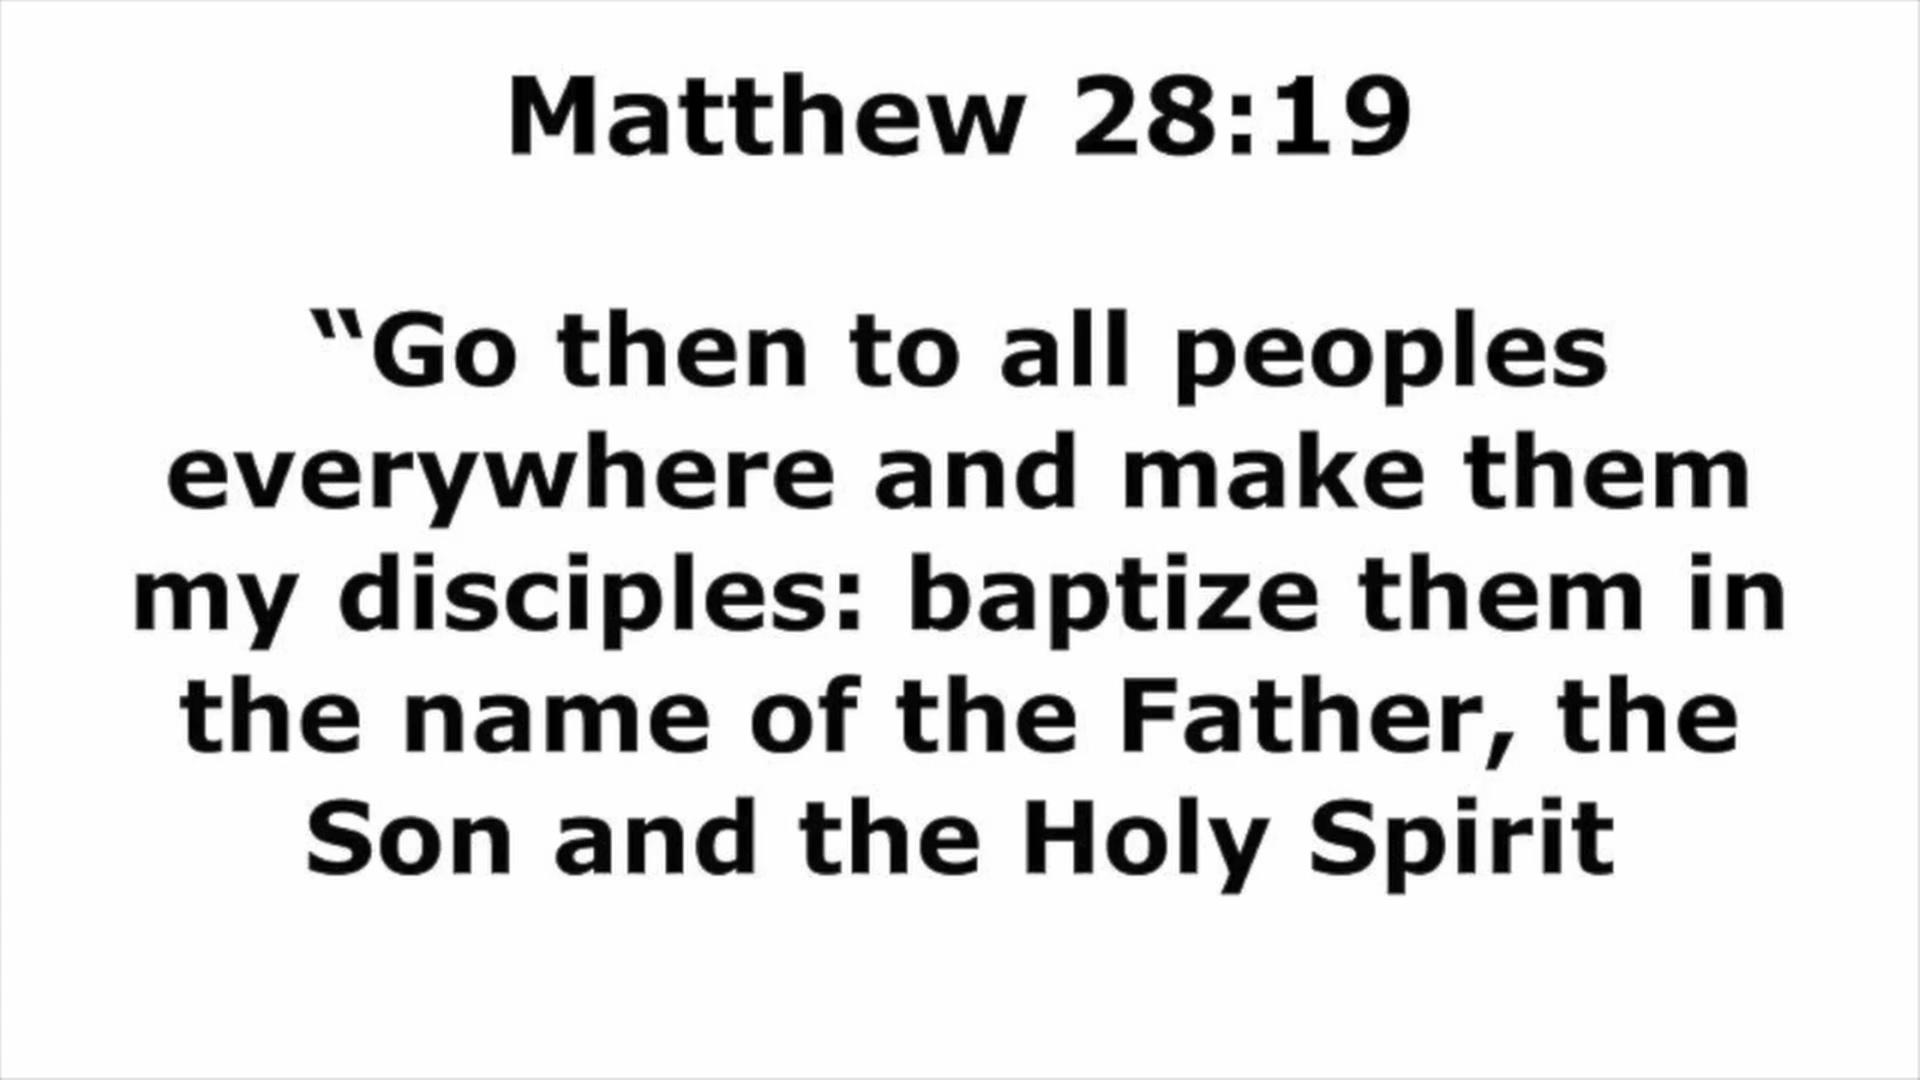 Matthew 28:19
“Go then to all peoples
everywhere and make them
my disciples: baptize them in
the name of the Father, the
Son and the Holy Spirit